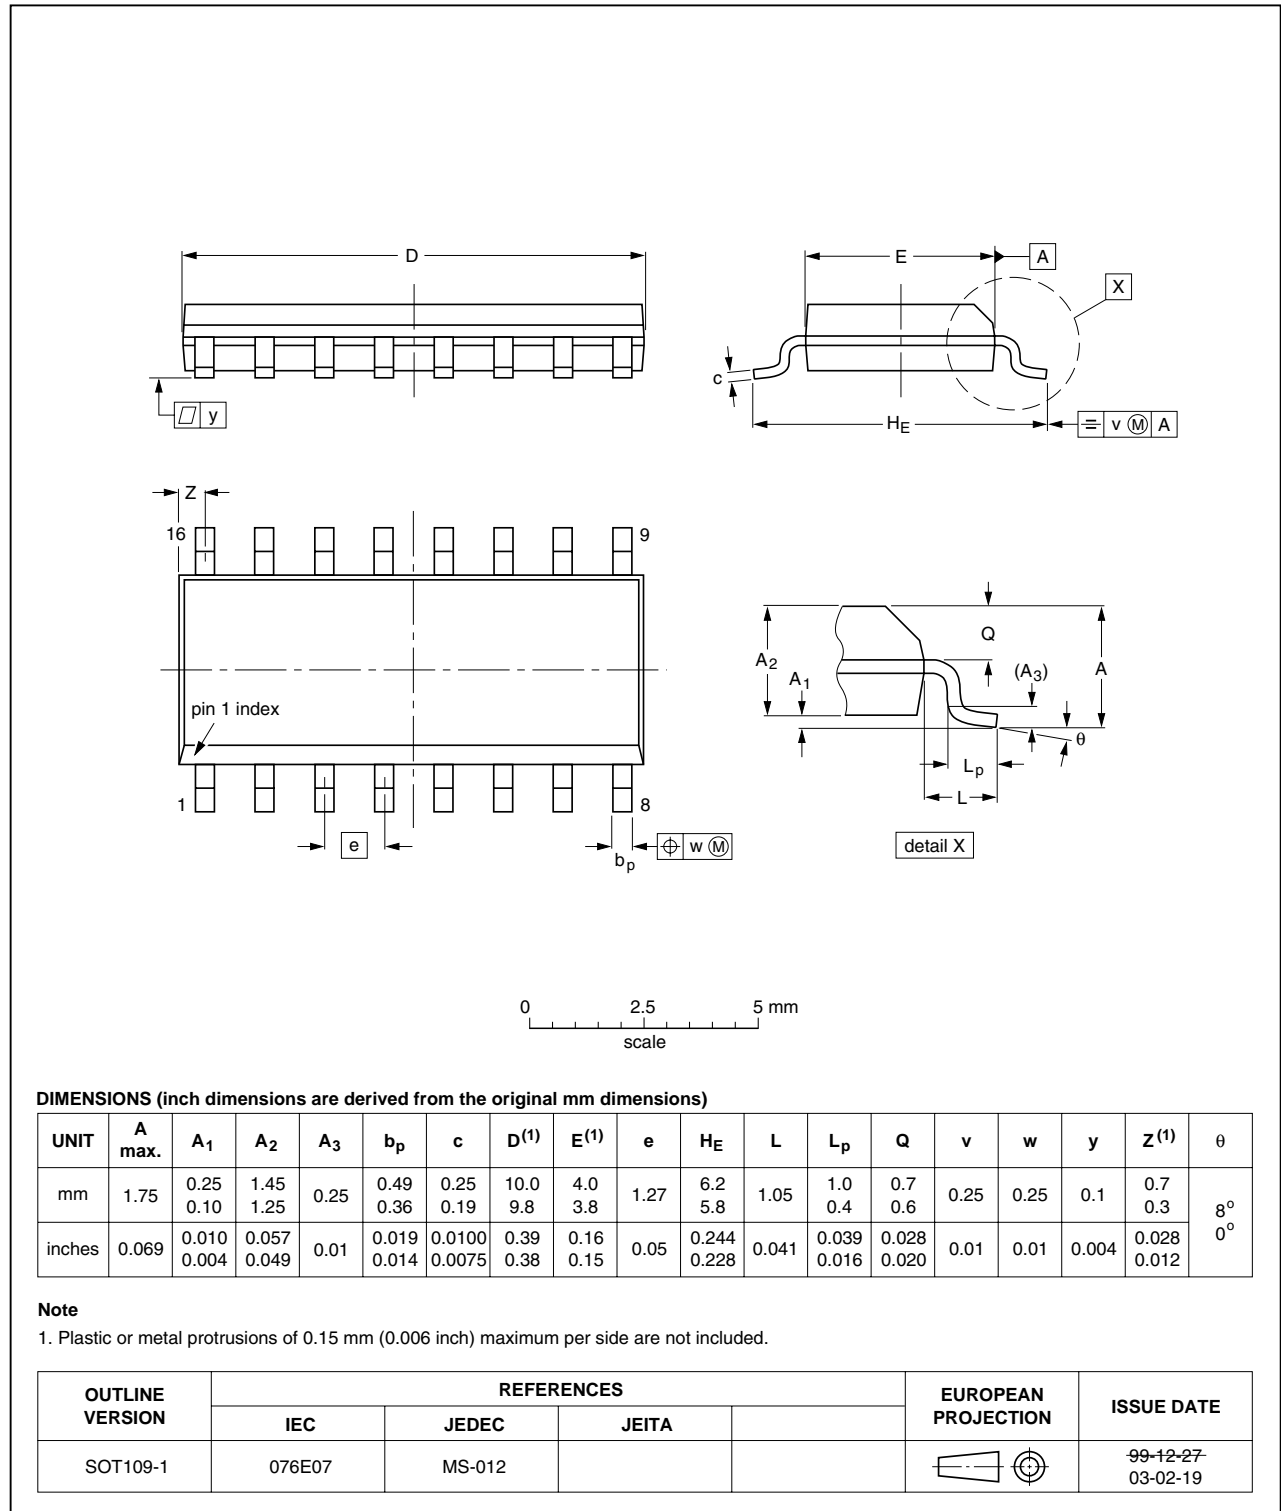 D
E
A
X
c
y
HE
v M A
Z
16
9
pin 1 index
1
8
e
bp
w M
A2
A1
Q
(A3)
A
θ
Lp
L
detail X
0 2.5 5 mm
scale
DIMENSIONS (inch dimensions are derived from the original mm dimensions)
UNIT A max. A1 A2 A3 bp c D(1) E(1) e HE L Lp Q v w y Z(1) θ
mm 1.75 0.25 0.10 1.45 1.25 0.25 0.49 0.36 0.25 0.19 10.0 9.8 4.0 3.8 1.27 6.2 5.8 1.05 1.0 0.4 0.7 0.6 0.25 0.25 0.1 0.7 0.3 8° 0°
inches 0.069 0.010 0.004 0.057 0.049 0.01 0.019 0.014 0.0100 0.0075 0.39 0.38 0.16 0.15 0.05 0.244 0.228 0.041 0.039 0.016 0.028 0.020 0.01 0.01 0.004 0.028 0.012
Note
1. Plastic or metal protrusions of 0.15 mm (0.006 inch) maximum per side are not included.
OUTLINE VERSION REFERENCES EUROPEAN PROJECTION ISSUE DATE
IEC JEDEC JEITA
SOT109-1 076E07 MS-012 99-12-27
03-02-19